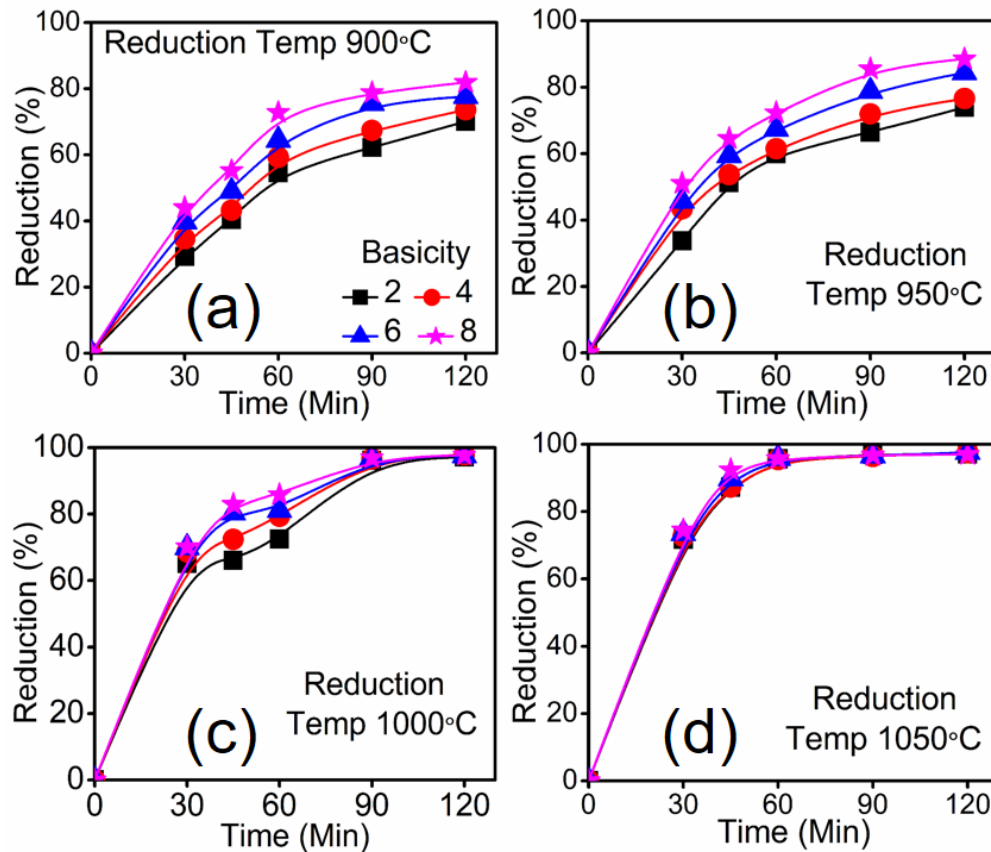 100
80
60
40
20
0
Reduction (%)
Reduction Temp 900°C
Basicity
2 4
6 8
(a)
0 30 60 90 120
Time (Min)
100
80
60
40
20
0
Reduction (%)
Reduction
Temp 950°C
(b)
0 30 60 90 120
Time (Min)
100
80
60
40
20
0
Reduction (%)
Reduction
Temp 1000°C
(c)
0 30 60 90 120
Time (Min)
100
80
60
40
20
0
Reduction (%)
Reduction
Temp 1050°C
(d)
0 30 60 90 120
Time (Min)